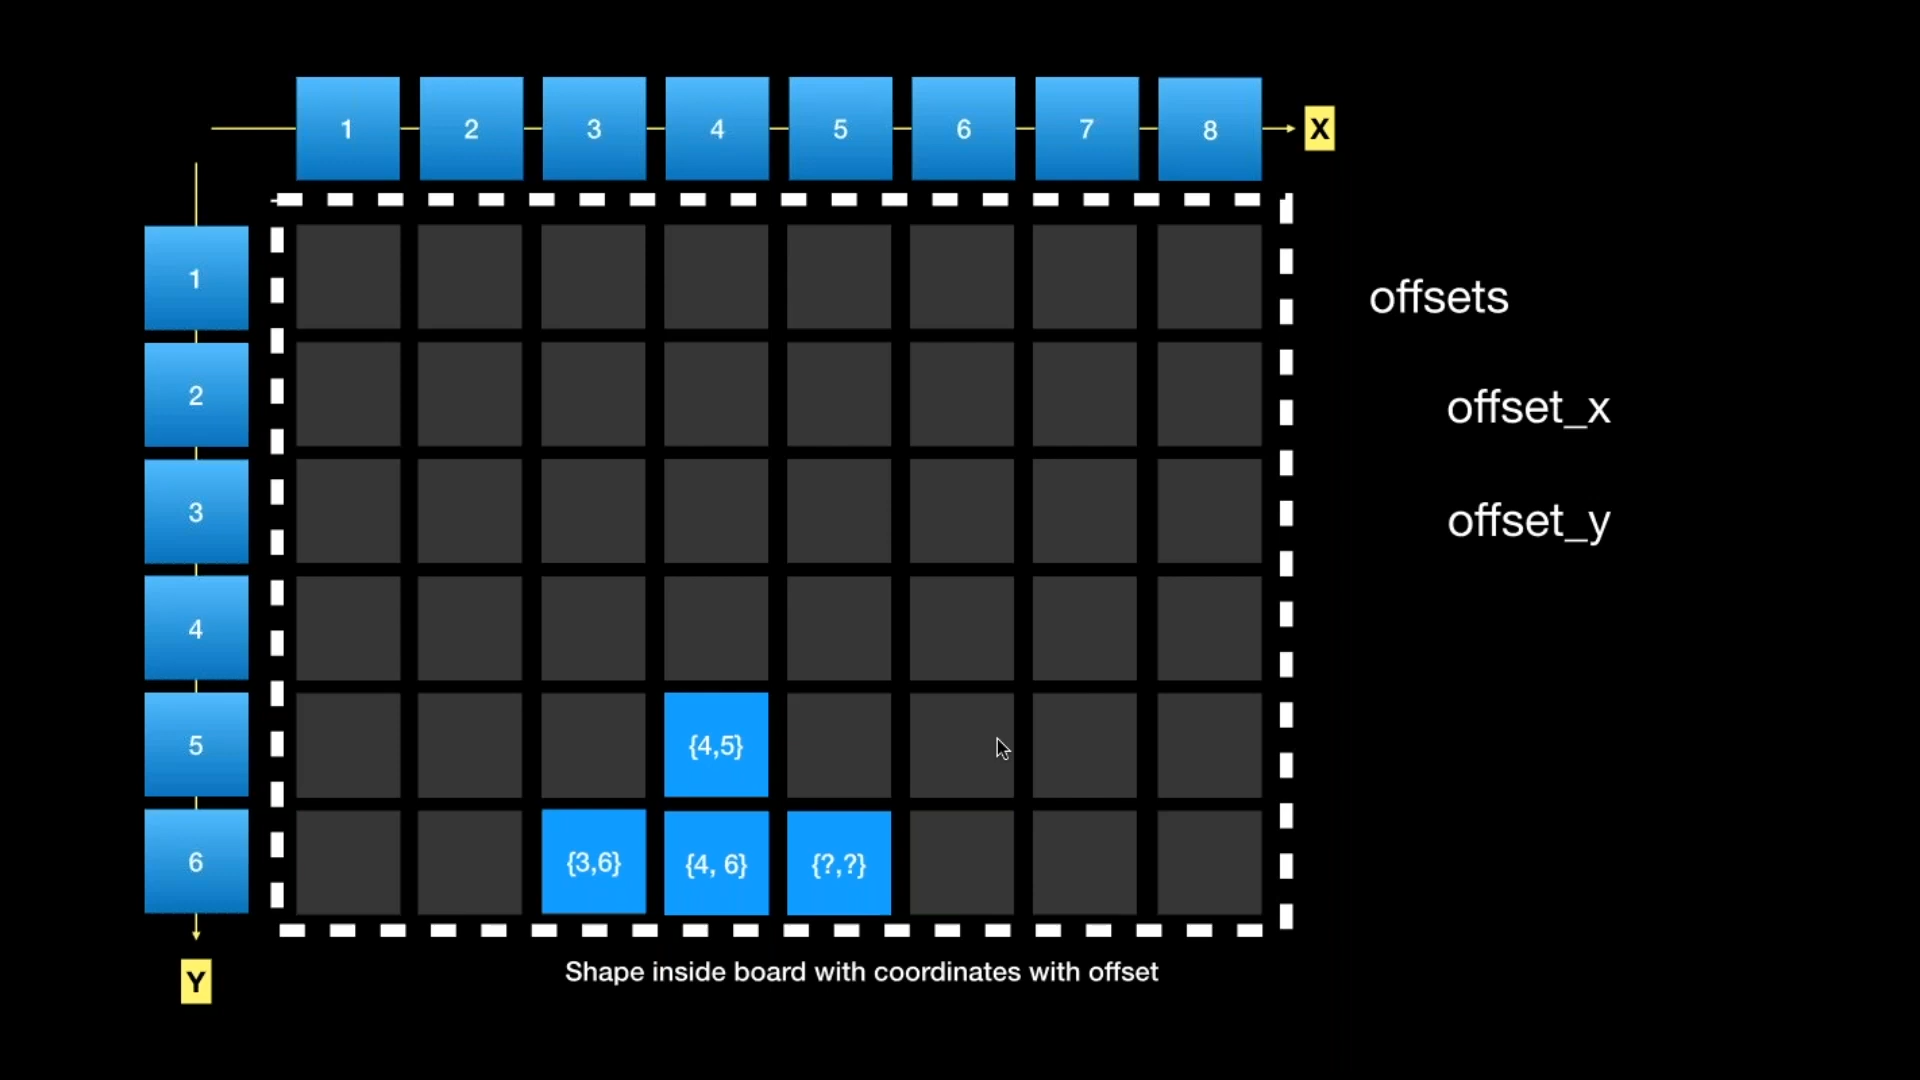 1 2 3 4 5 6 7 8 X
1
offsets
2
offset_x
3
offset_y
4
5 {4,5}
6 {3,6} {4, 6} {?,?}
Shape inside board with coordinates with offset
Y